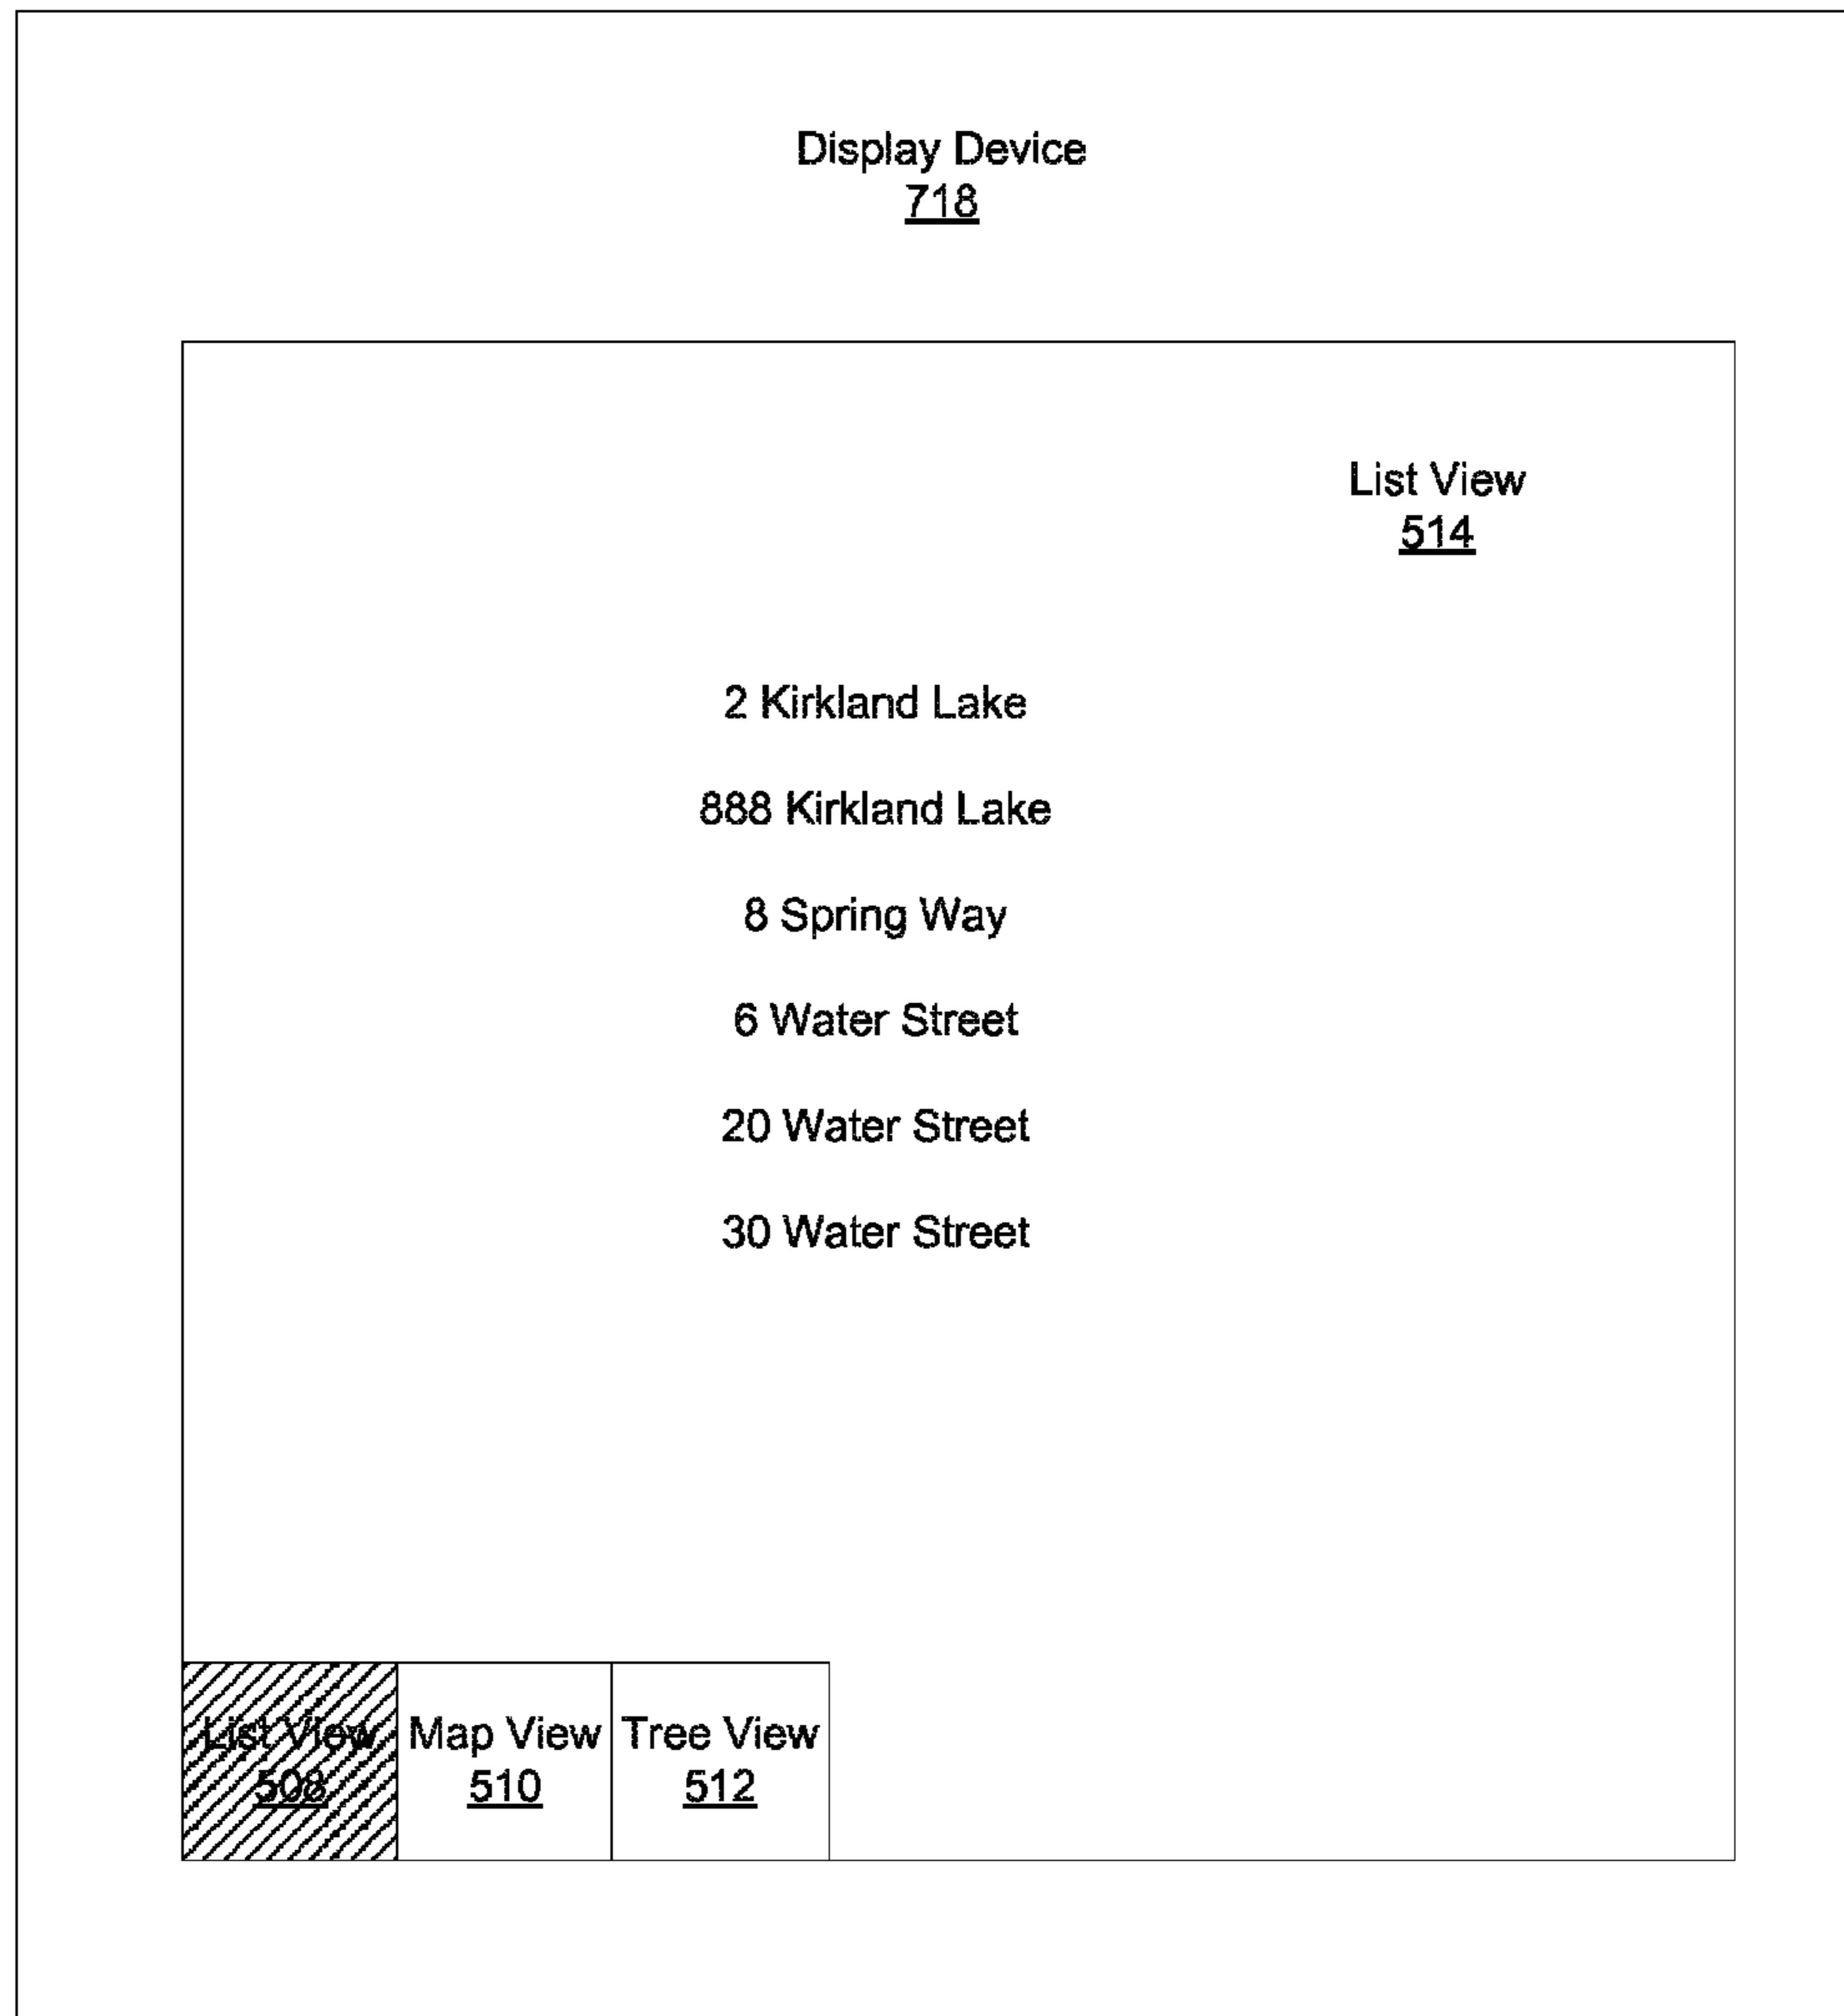 Display Device
718
List View
514
2 Kirkland Lake
888 Kirkland Lake
8 Spring Way
6 Water Street
20 Water Street
30 Water Street
List View Map View Tree View
508 510 512